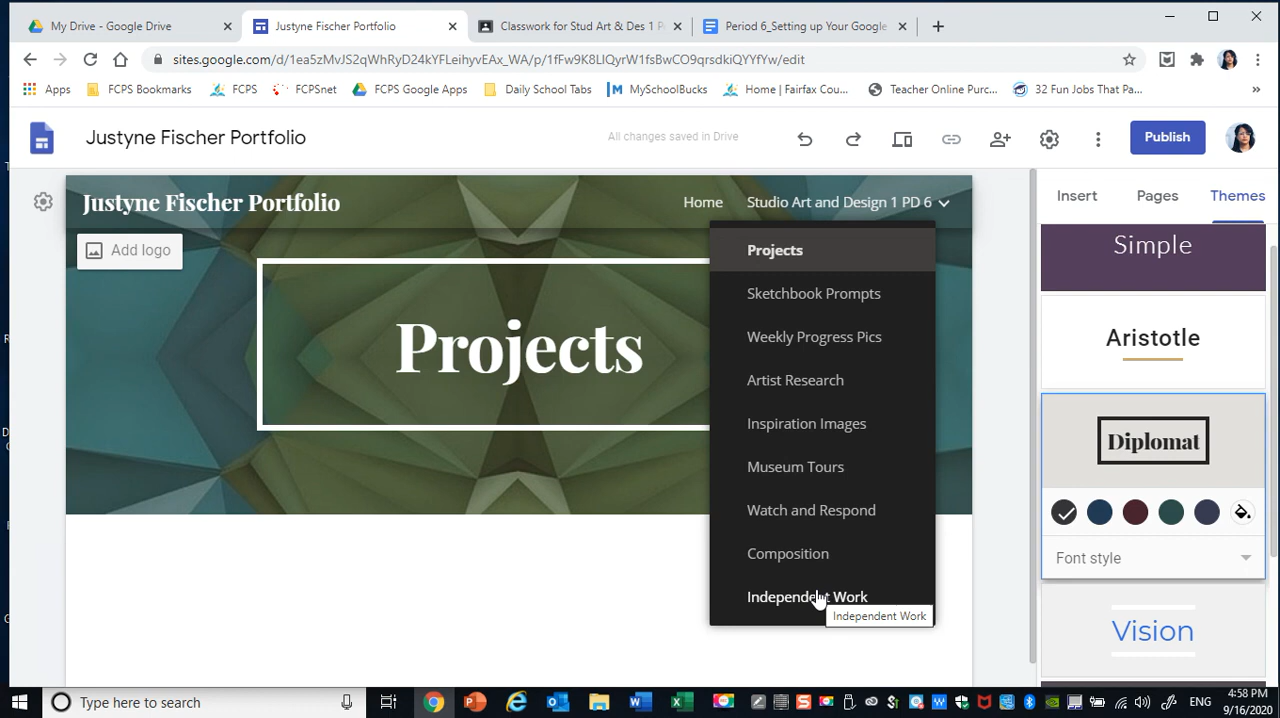 My Drive - Google Drive
Justyne Fischer Portfolio
Classwork for Stud Art & Des 1 P
Period 6_Setting up Your Google
sites.google.com/d/1ea5zMvJS2qWhRyD24kYFLeihyvEAx_WA/p/1fFw9K8LIQyrW1fsBwCO9qrsdkiQYYfYw/edit
Apps
FCPS Bookmarks
FCPS
FCPSnet
FCPS Google Apps
Daily School Tabs
MySchoolBucks
Home | Fairfax Cou...
Teacher Online Purc...
32 Fun Jobs That Pa...
Justyne Fischer Portfolio
All changes saved in Drive
Publish
Justyne Fischer Portfolio
Home
Studio Art and Design 1 PD 6
Add logo
Projects
Projects
Sketchbook Prompts
Weekly Progress Pics
Artist Research
Inspiration Images
Museum Tours
Watch and Respond
Composition
Independent Work
Independent Work
Insert
Pages
Themes
Simple
Aristotle
Diplomat
Font style
Vision
Type here to search
ENG
4:58 PM
9/16/2020